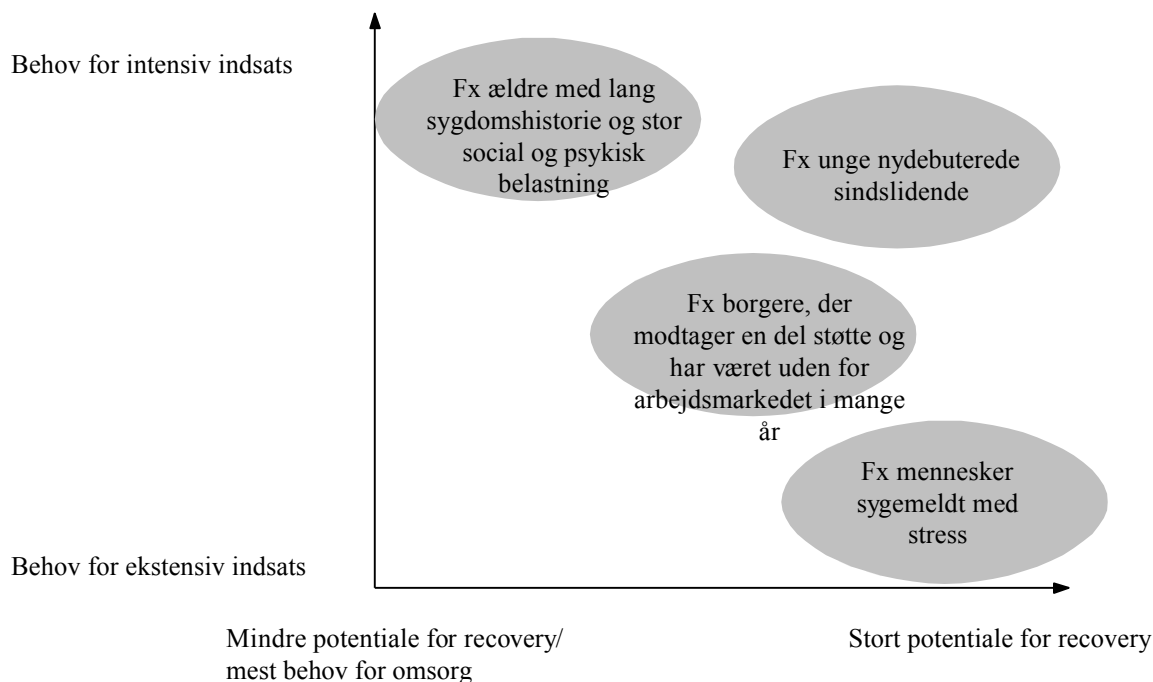 Behov for intensiv indsats
Fx ældre med lang
sygdomshistorie og stor
social og psykisk
belastning
Fx unge nydebuterede
sindslidende
Fx borgere, der
modtager en del støtte og
har været uden for
arbejdsmarkedet i mange
år
Fx mennesker
sygemeldt med
stress
Behov for ekstensiv indsats
Mindre potentiale for recovery/
mest behov for omsorg
Stort potentiale for recovery